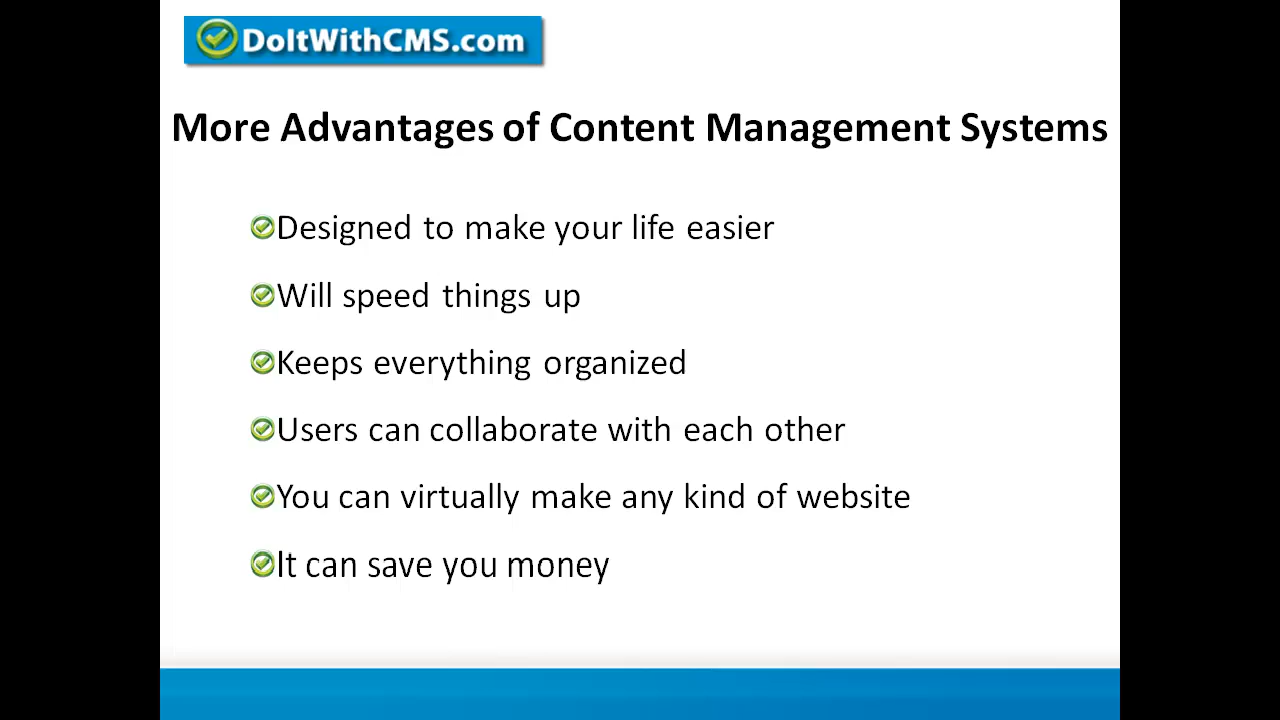 DoItWithCMS.com
More Advantages of Content Management Systems
Designed to make your life easier
Will speed things up
Keeps everything organized
Users can collaborate with each other
You can virtually make any kind of website
It can save you money